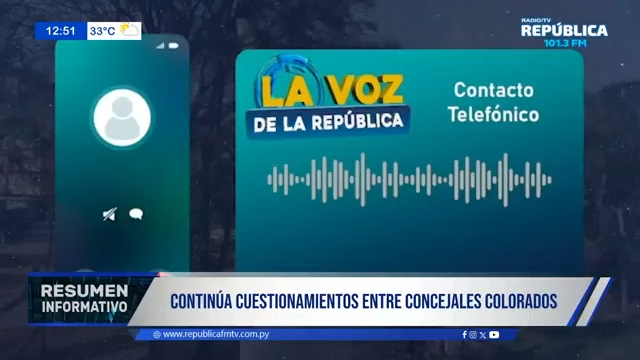 12:51
33°C
RADIO/TV
REPÚBLICA
101.3 FM
LA VOZ
DE LA REPÚBLICA
Contacto
Telefónico
RESUMEN
INFORMATIVO
CONTINÚA CUESTIONAMIENTOS ENTRE CONCEJALES COLORADOS
www.republicafmtv.com.py